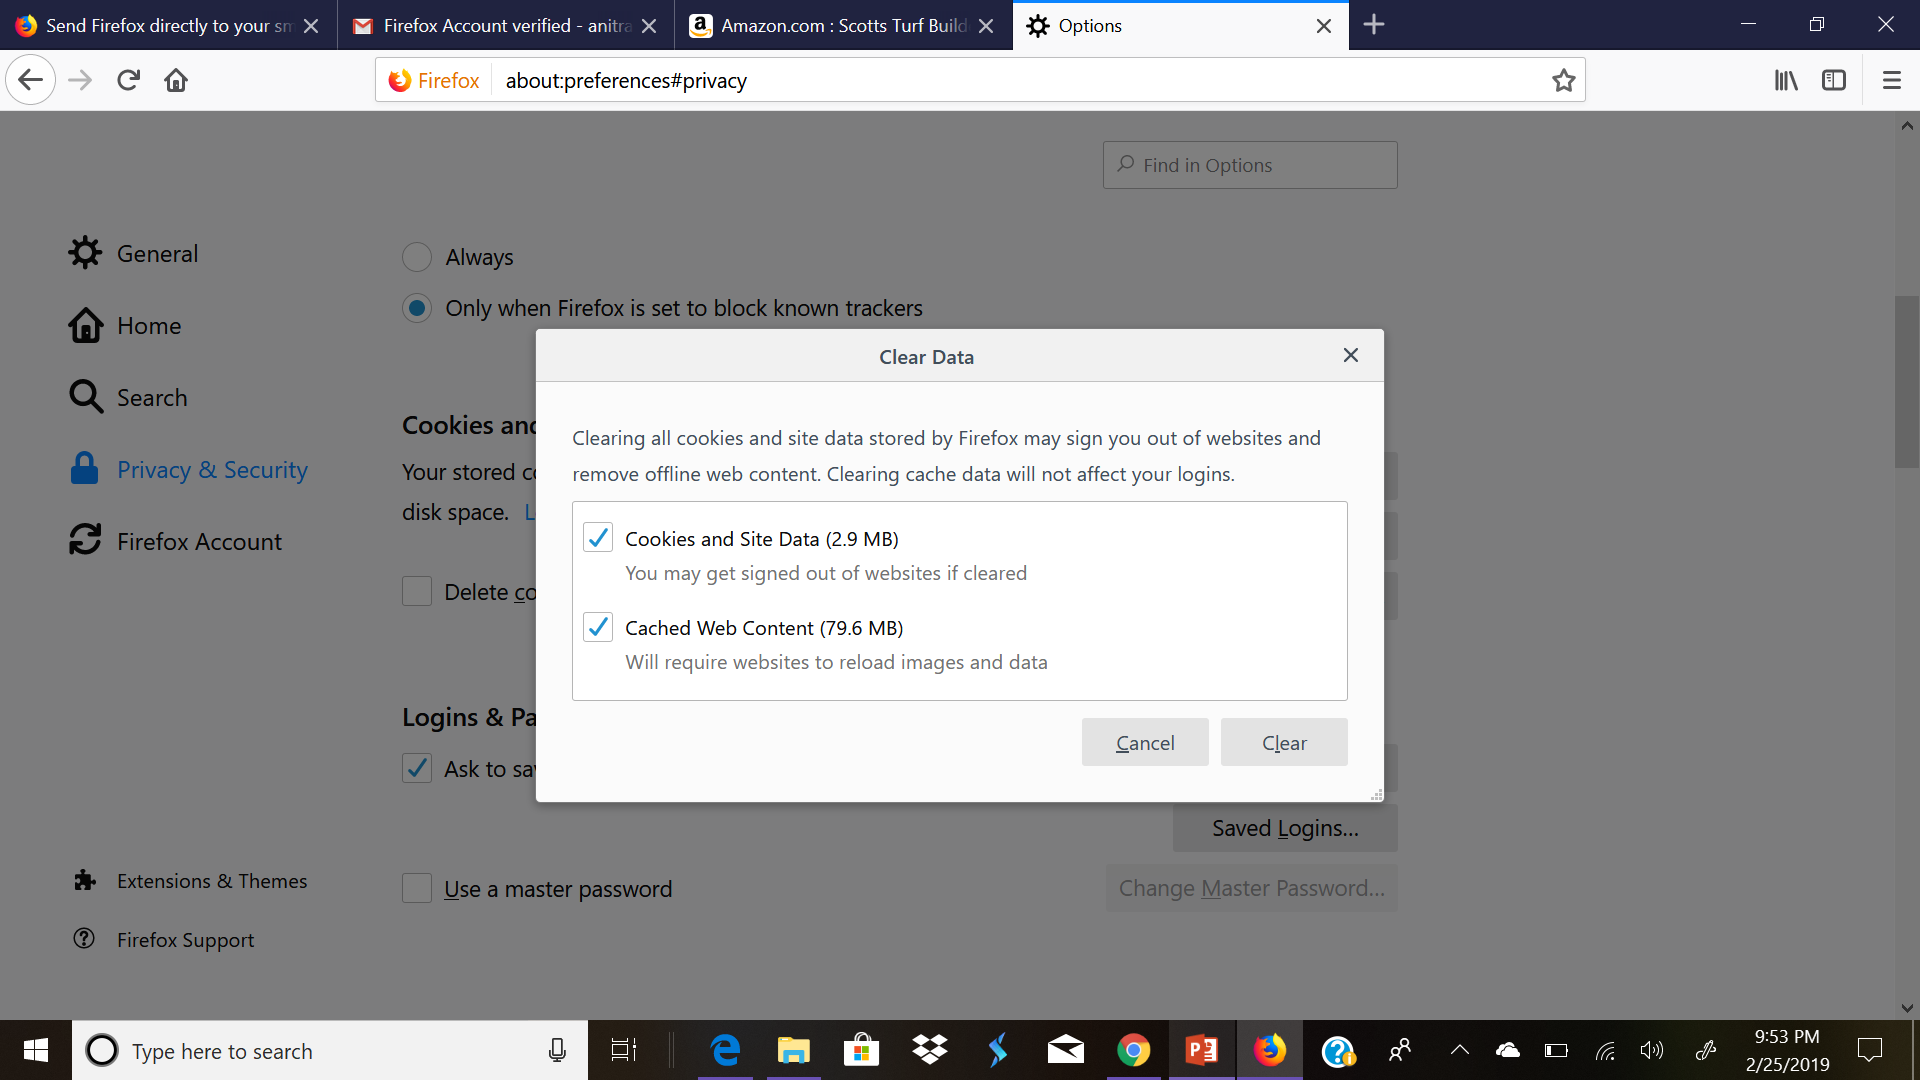 Send Firefox directly to your sm
Firefox Account verified - anitra
Amazon.com : Scotts Turf Build
Options
Firefox
about:preferences#privacy
Find in Options
General
Home
Search
Privacy & Security
Firefox Account
Extensions & Themes
Firefox Support
Always
Only when Firefox is set to block known trackers
Cookies and
Your stored co
disk space. L
Delete co
Logins & Pa
Ask to sav
Use a master password
Saved Logins...
Change Master Password...
Clear Data
Clearing all cookies and site data stored by Firefox may sign you out of websites and
remove offline web content. Clearing cache data will not affect your logins.
Cookies and Site Data (2.9 MB)
You may get signed out of websites if cleared
Cached Web Content (79.6 MB)
Will require websites to reload images and data
Cancel
Clear
Type here to search
9:53 PM
2/25/2019